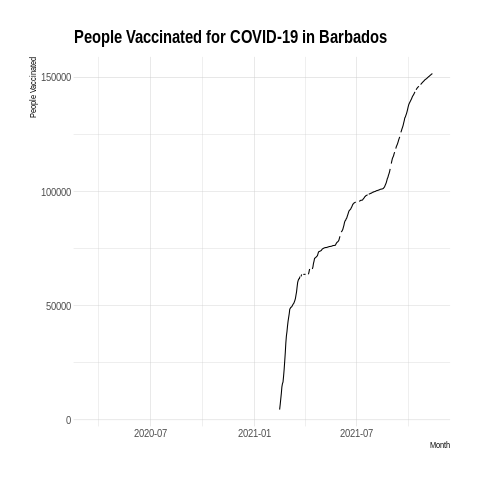 People Vaccinated for COVID-19 in Barbados
People Vaccinated
150000
100000
50000
0
2020-07 2021-01 2021-07
Month